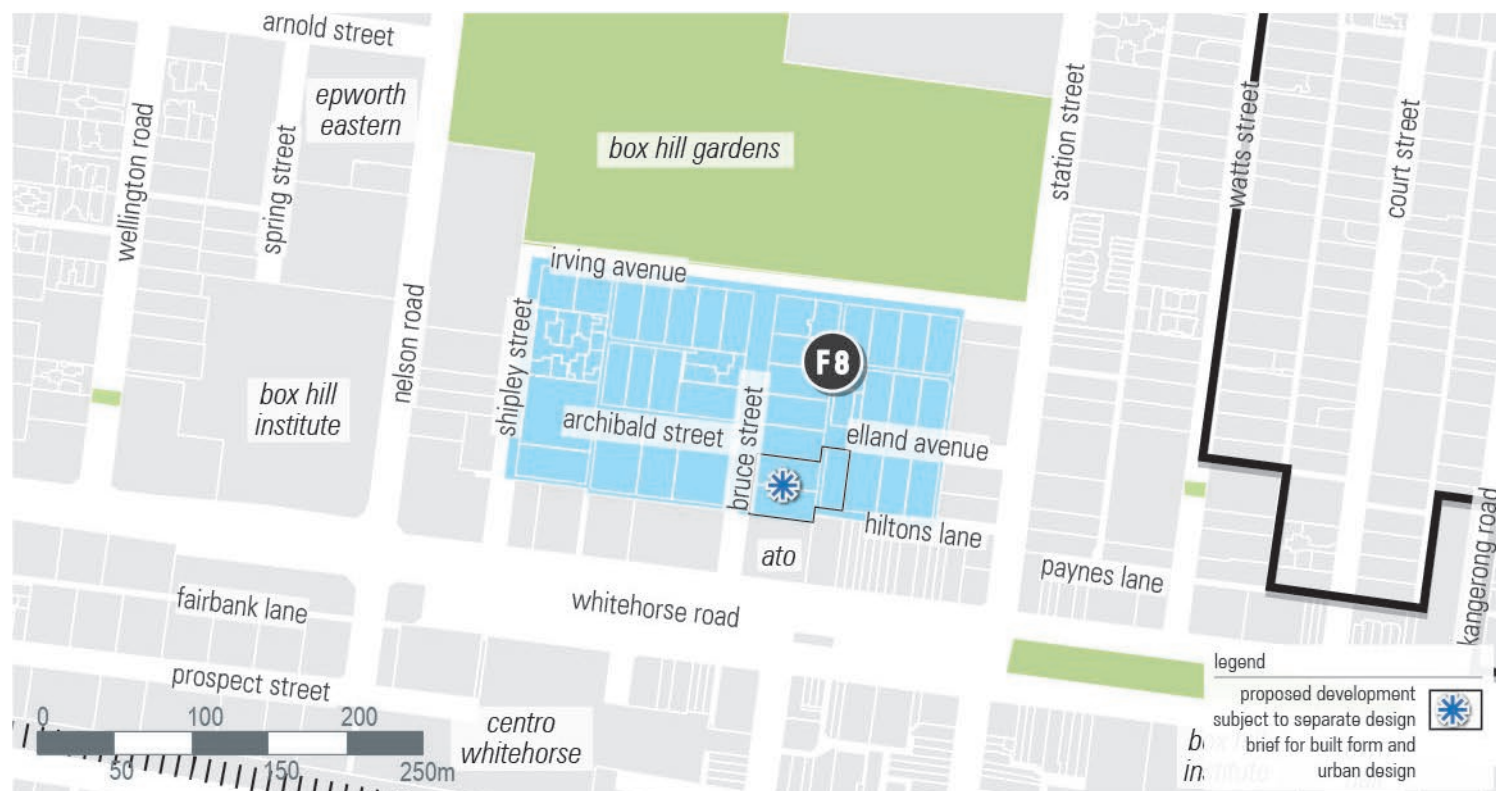 arnold street
epworth
eastern
wellington road
spring street
nelson road
box hill gardens
station street
watts street
court street
irving avenue
shipley street
F8
box hill
institute
archibald street
bruce street
elland avenue
hiltons lane
ato
paynes lane
kangerong road
whitehorse road
fairbank lane
prospect street
centro
whitehorse
0 100 200
50 150 250m
legend
proposed development
subject to separate design
brief for built form and
urban design